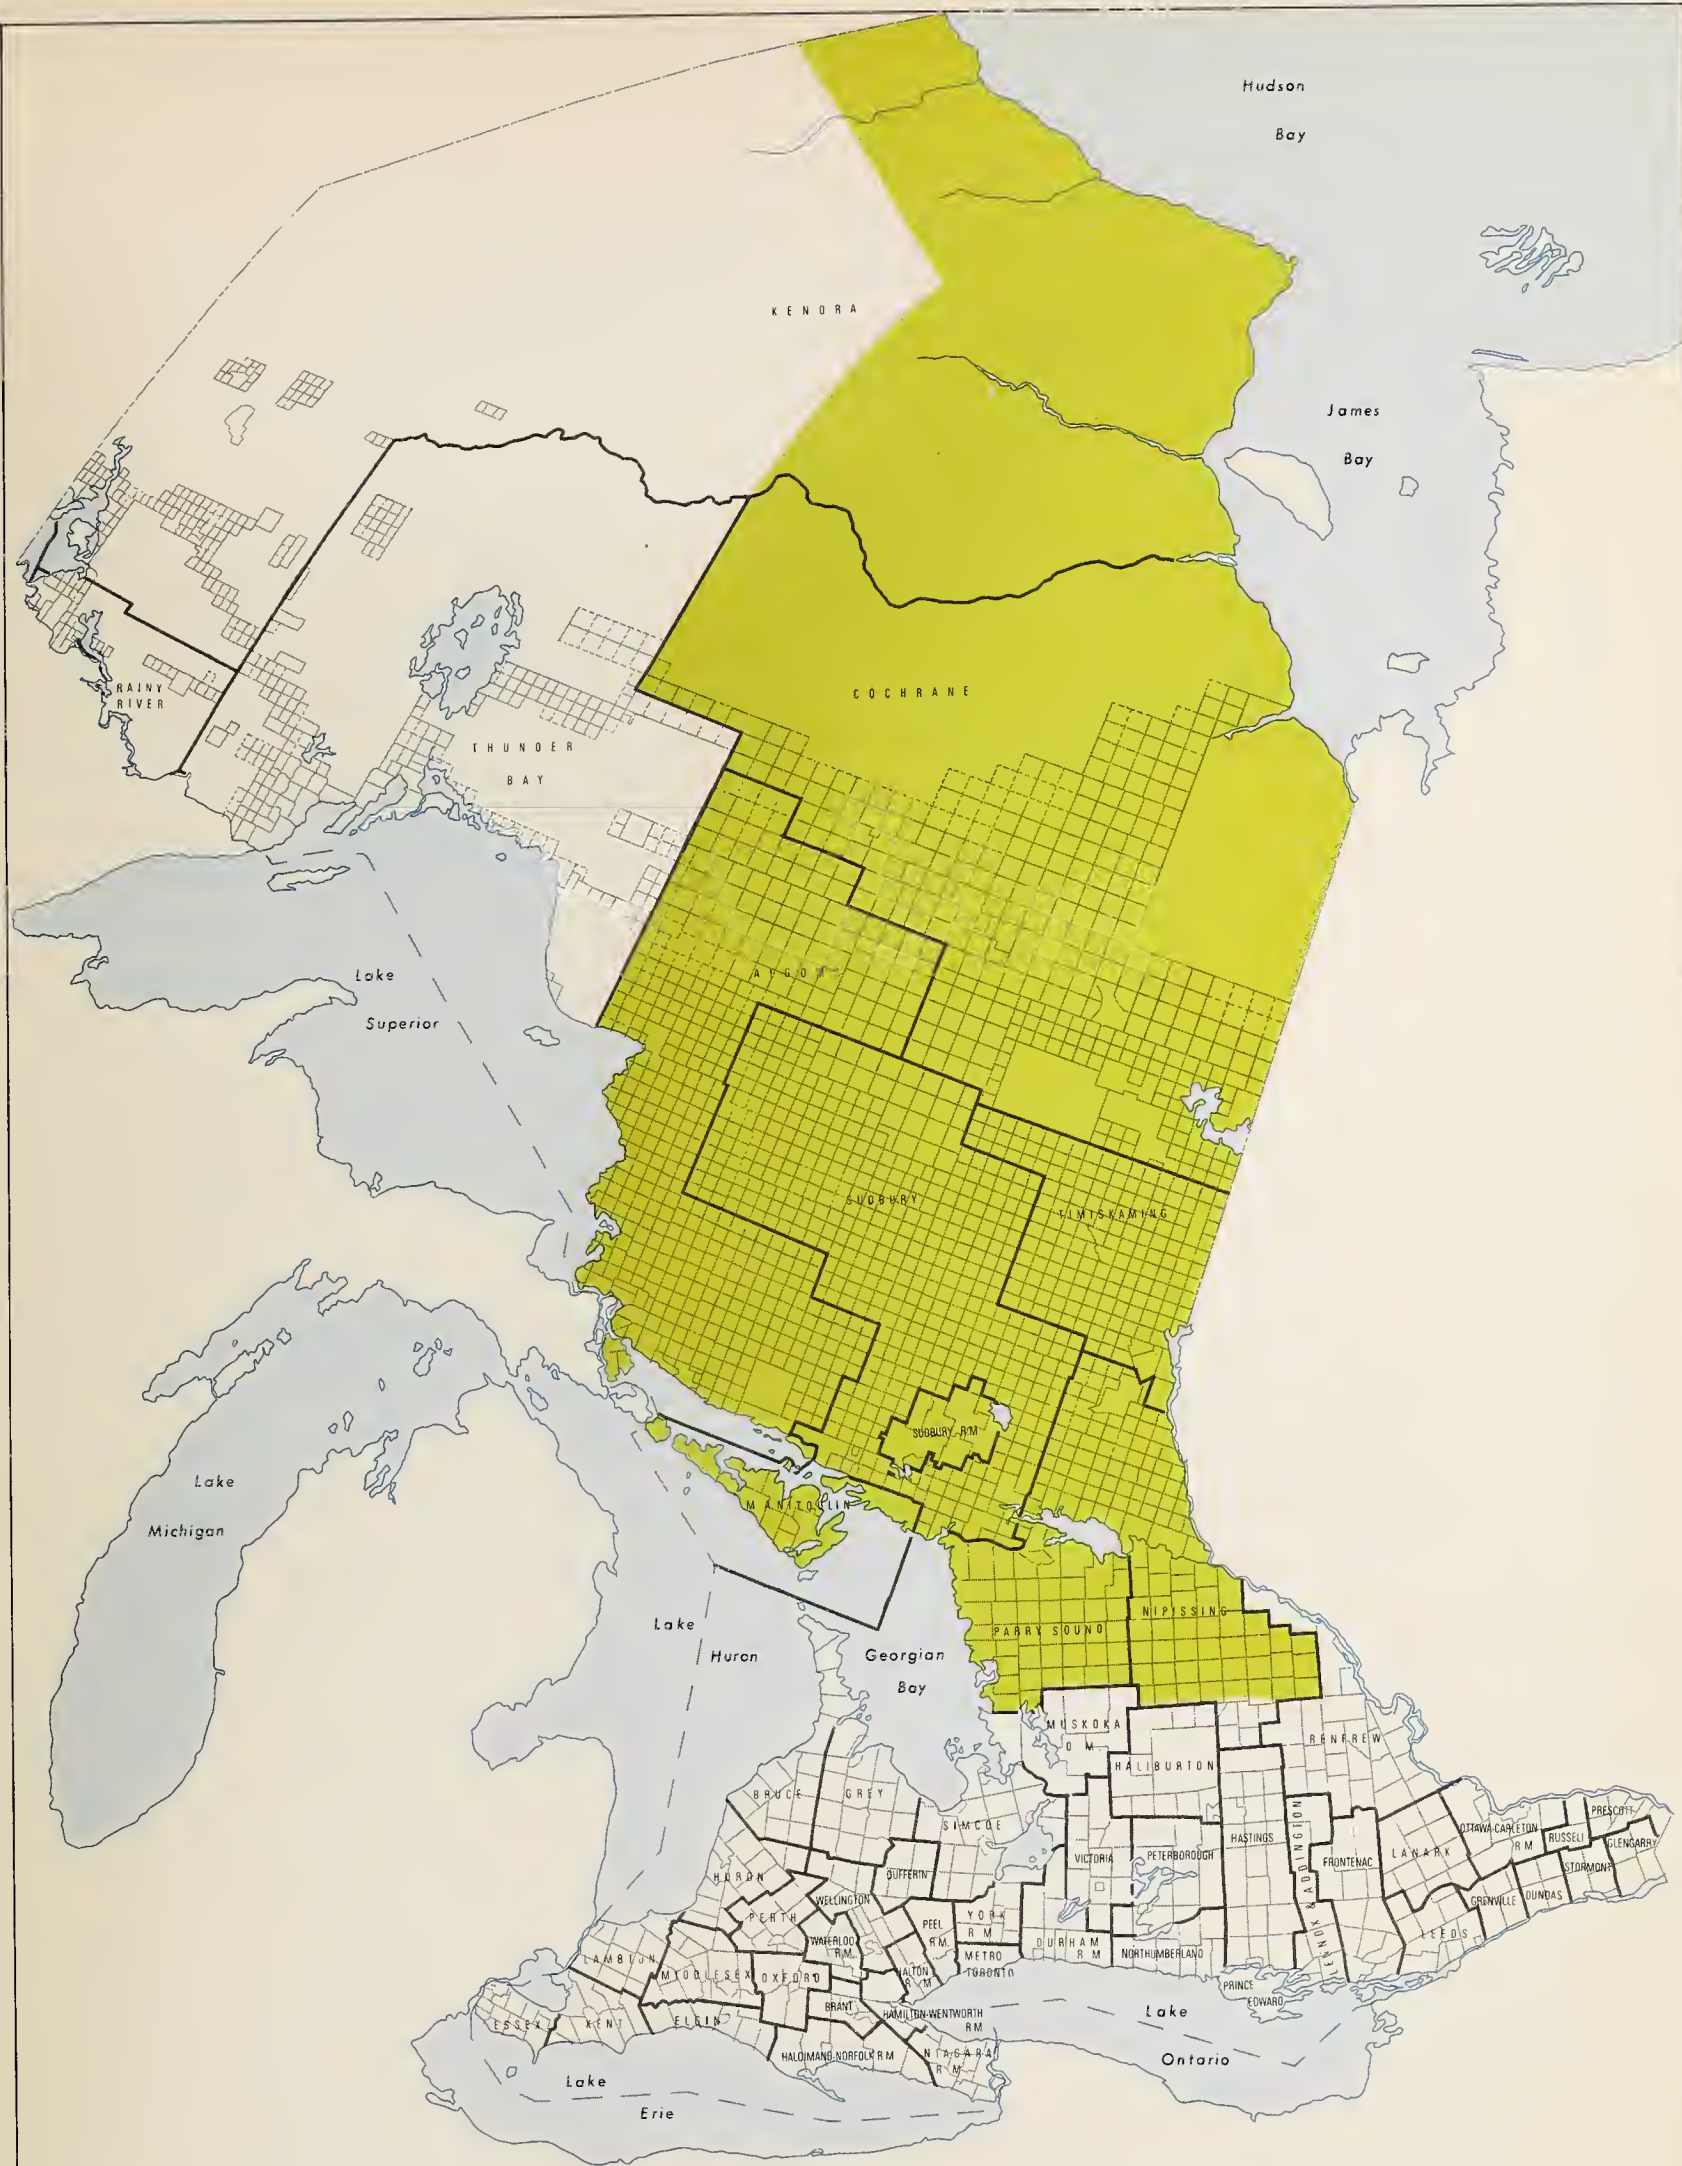 Hudson
Bay
KENORA
James
Bay
COCHRANE
RAINY
RIVER
THUNDER
BAY
ALGOMA
Lake
Superior
SUDBURY
TIMISKAMING
SUDBURY R M
Lake
Michigan
MANITOULIN
Lake
Huron
Georgian
Bay
PARRY SOUND
NIPISSING
MUSKOKA
D M.
RENFREW
HALIBURTON
BRUCE
GREY
SIMCOE
HASTINGS
LENNOX & ADDINGTON
FRONTENAC
LANARK
OTTAWA-CARLETON
R M
PRESCOTT
RUSSELL
GLENGARRY
STORMONT
DUNDAS
GRENVILLE
LEEDS
VICTORIA
PETERBOROUGH
DUFFERIN
HURON
WELLINGTON
PERTH
WATERLOO
R M
PEEL
R M.
YORK
R M
METRO
TORONTO
DURHAM
R M
NORTHUMBERLAND
HALTON
R M
LAMBTON
MIDDLESEX
OXFORD
BRANT
HAMILTON-WENTWORTH
R M
PRINCE
EDWARD
ESSEX
KENT
ELGIN
HALDIMAND-NORFOLK R M
NIAGARA
R M
Lake
Ontario
Lake
Erie